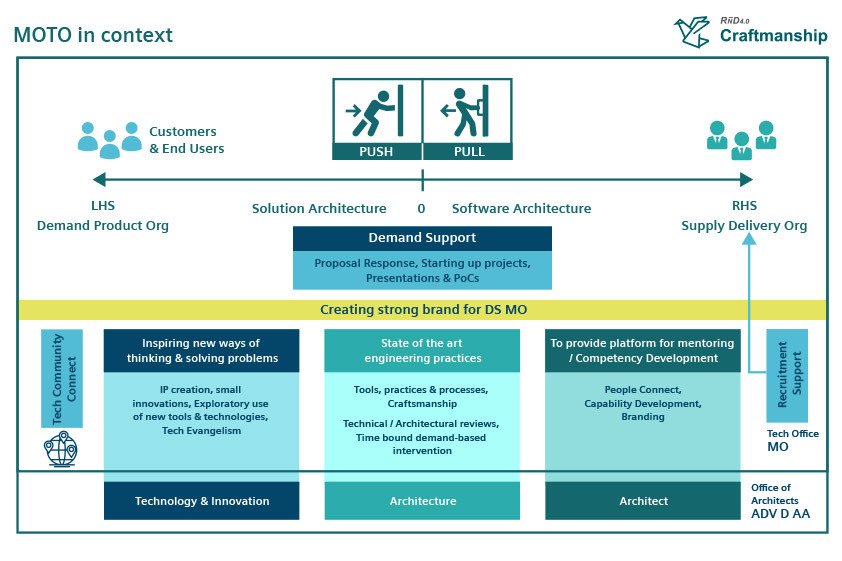 MOTO in context
RñD4.0
Craftmanship
Customers
& End Users
PUSH
PULL
LHS
Demand Product Org
Solution Architecture
0
Software Architecture
RHS
Supply Delivery Org
Demand Support
Proposal Response, Starting up projects,
Presentations & PoCs
Creating strong brand for DS MO
Tech Community
Connect
Inspiring new ways of
thinking & solving problems
IP creation, small
innovations, Exploratory use
of new tools & technologies,
Tech Evangelism
State of the art
engineering practices
Tools, practices & processes,
Craftsmanship
Technical / Architectural reviews,
Time bound demand-based
intervention
To provide platform for mentoring
/ Competency Development
People Connect,
Capability Development,
Branding
Recruitment
Support
Tech Office
MO
Technology & Innovation
Architecture
Architect
Office of
Architects
ADV D AA